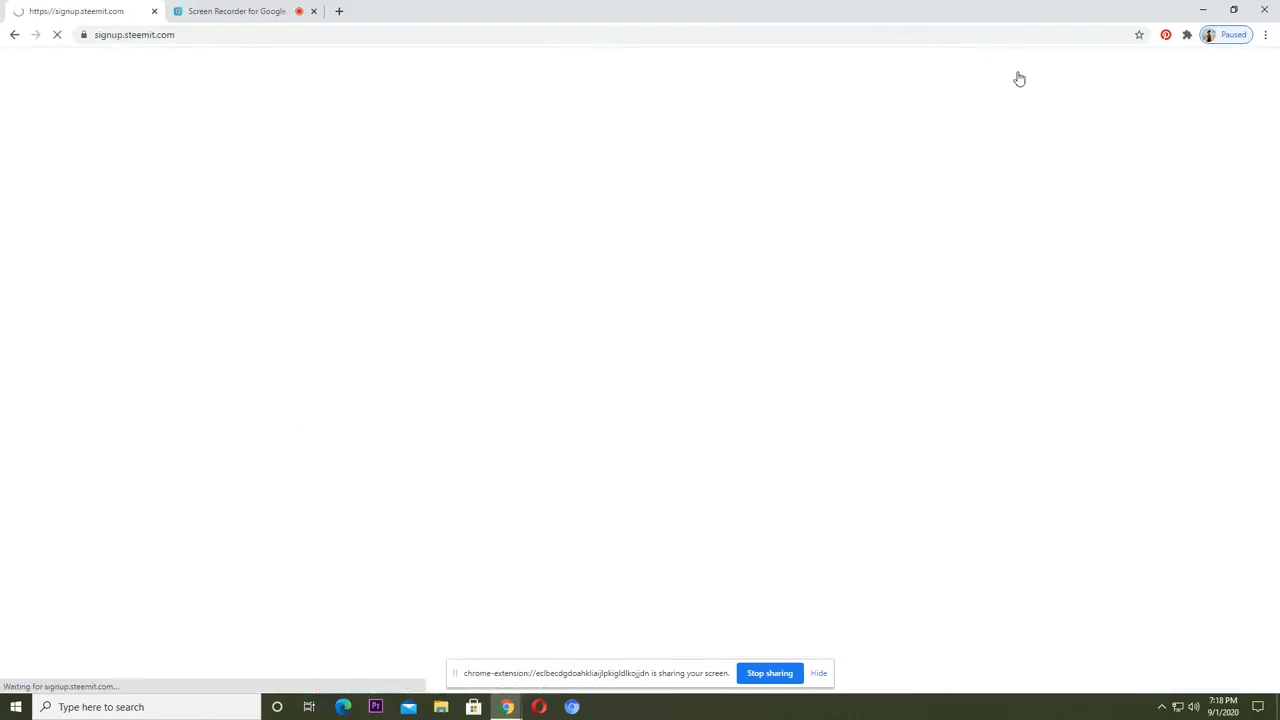 https://signup.steemit.com
Screen Recorder for Google
signup.steemit.com
Paused
chrome-extension://eclbecdgdoahkliaijlpkigldlkojjdn is sharing your screen.
Stop sharing
Hide
Waiting for signup.steemit.com...
Type here to search
Pr
7:18 PM
9/1/2020